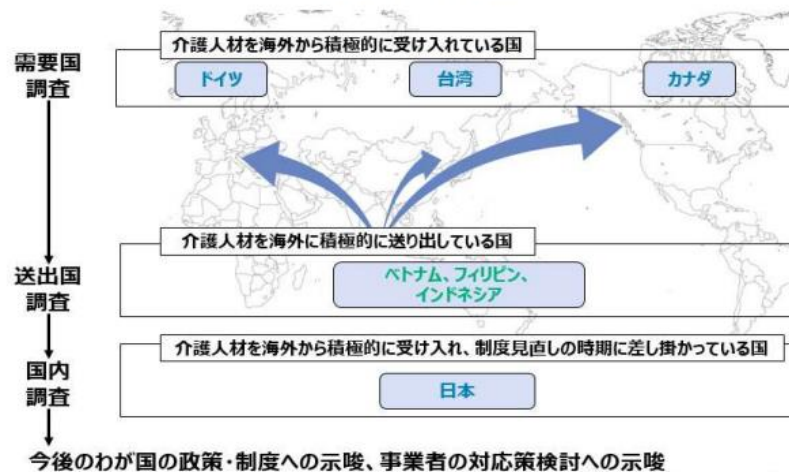 介護人材を海外から積極的に受け入れている国
需要国
調査
ドイツ
台湾
カナダ
介護人材を海外に積極的に送り出している国
送出国
調査
ベトナム、フィリピン、
インドネシア
介護人材を海外から積極的に受け入れ、制度見直しの時期に差し掛かっている国
国内
調査
日本
今後のわが国の政策・制度への示唆、事業者の対応策検討への示唆